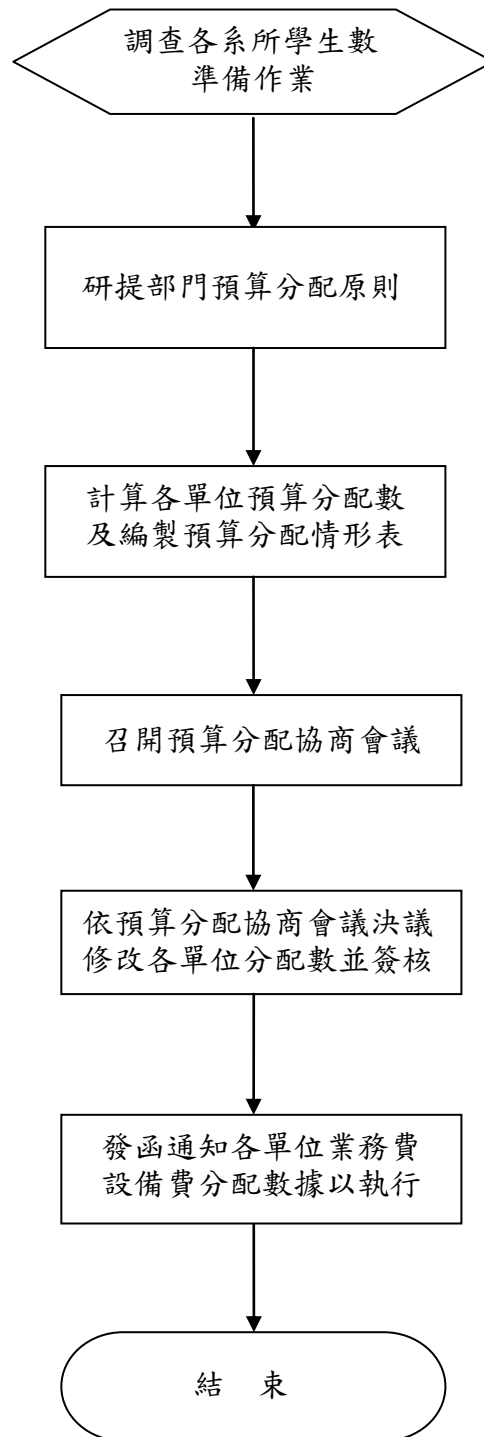 調查各系所學生數
準備作業
研提部門預算分配原則
計算各單位預算分配數
及編製預算分配情形表
召開預算分配協商會議
依預算分配協商會議決議
修改各單位分配數並簽核
發函通知各單位業務費
設備費分配數據以執行
結 束